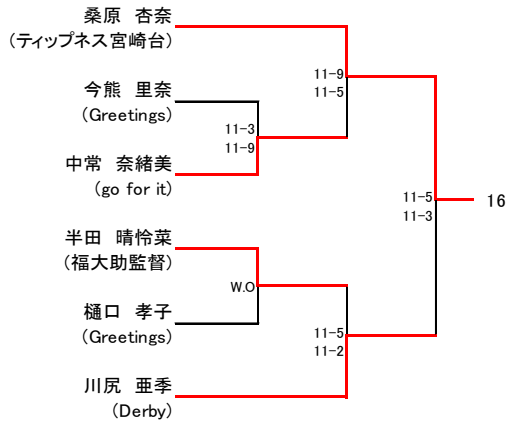 桑原　杏奈
(ティップネス宮崎台)
11-9
11-5
今熊　里奈
(Greetings)
11-3
11-9
中常　奈緒美
(go for it)
11-5
11-3
16
半田　晴怜菜
(福大助監督)
W.O
樋口　孝子
(Greetings)
11-5
11-2
川尻　亜季
(Derby)